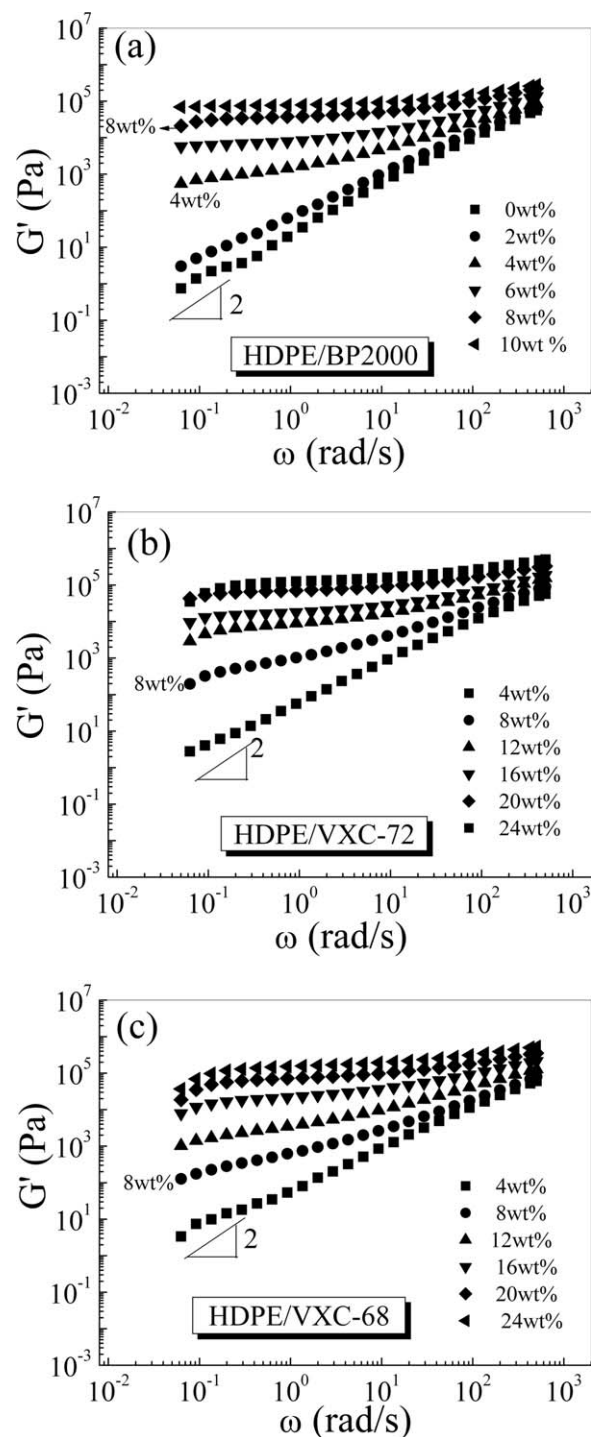 (a)
10^7
10^5
10^3
10^1
10^-1
10^-3
G' (Pa)
8wt%
4wt%
2
0wt%
2wt%
4wt%
6wt%
8wt%
10wt %
HDPE/BP2000
10^-2 10^-1 10^0 10^1 10^2 10^3
ω (rad/s)
(b)
10^7
10^5
10^3
10^1
10^-1
10^-3
G' (Pa)
8wt%
2
4wt%
8wt%
12wt%
16wt%
20wt%
24wt%
HDPE/VXC-72
10^-2 10^-1 10^0 10^1 10^2 10^3
ω (rad/s)
(c)
10^7
10^5
10^3
10^1
10^-1
10^-3
G' (Pa)
8wt%
2
4wt%
8wt%
12wt%
16wt%
20wt%
24wt%
HDPE/VXC-68
10^-2 10^-1 10^0 10^1 10^2 10^3
ω (rad/s)